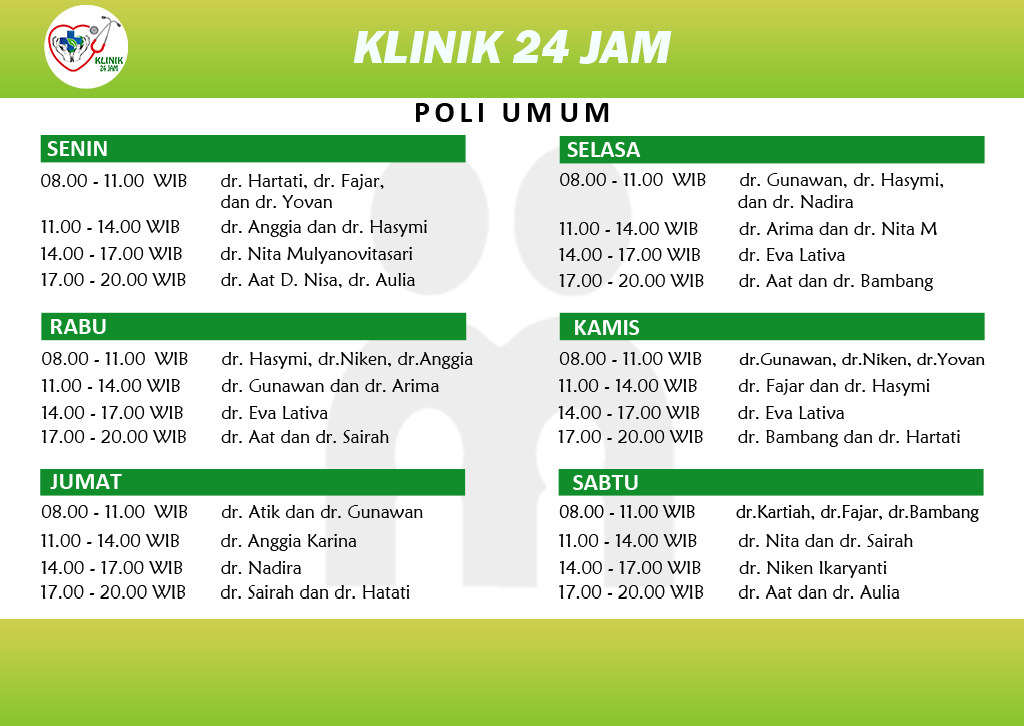 KLINIK
24 JAM
KLINIK 24 JAM
POLI UMUM
SENIN
08.00 - 11.00 WIB dr. Hartati, dr. Fajar,
dan dr. Yovan
11.00 - 14.00 WIB dr. Anggia dan dr. Hasymi
14.00 - 17.00 WIB dr. Nita Mulyanovitasari
17.00 - 20.00 WIB dr. Aat D. Nisa, dr. Aulia
SELASA
08.00 - 11.00 WIB dr. Gunawan, dr. Hasymi,
dan dr. Nadira
11.00 - 14.00 WIB dr. Arima dan dr. Nita M
14.00 - 17.00 WIB dr. Eva Lativa
17.00 - 20.00 WIB dr. Aat dan dr. Bambang
RABU
08.00 - 11.00 WIB dr. Hasymi, dr.Niken, dr.Anggia
11.00 - 14.00 WIB dr. Gunawan dan dr. Arima
14.00 - 17.00 WIB dr. Eva Lativa
17.00 - 20.00 WIB dr. Aat dan dr. Sairah
KAMIS
08.00 - 11.00 WIB dr.Gunawan, dr.Niken, dr.Yovan
11.00 - 14.00 WIB dr. Fajar dan dr. Hasymi
14.00 - 17.00 WIB dr. Eva Lativa
17.00 - 20.00 WIB dr. Bambang dan dr. Hartati
JUMAT
08.00 - 11.00 WIB dr. Atik dan dr. Gunawan
11.00 - 14.00 WIB dr. Anggia Karina
14.00 - 17.00 WIB dr. Nadira
17.00 - 20.00 WIB dr. Sairah dan dr. Hatati
SABTU
08.00 - 11.00 WIB dr.Kartiah, dr.Fajar, dr.Bambang
11.00 - 14.00 WIB dr. Nita dan dr. Sairah
14.00 - 17.00 WIB dr. Niken Ikaryanti
17.00 - 20.00 WIB dr. Aat dan dr. Aulia